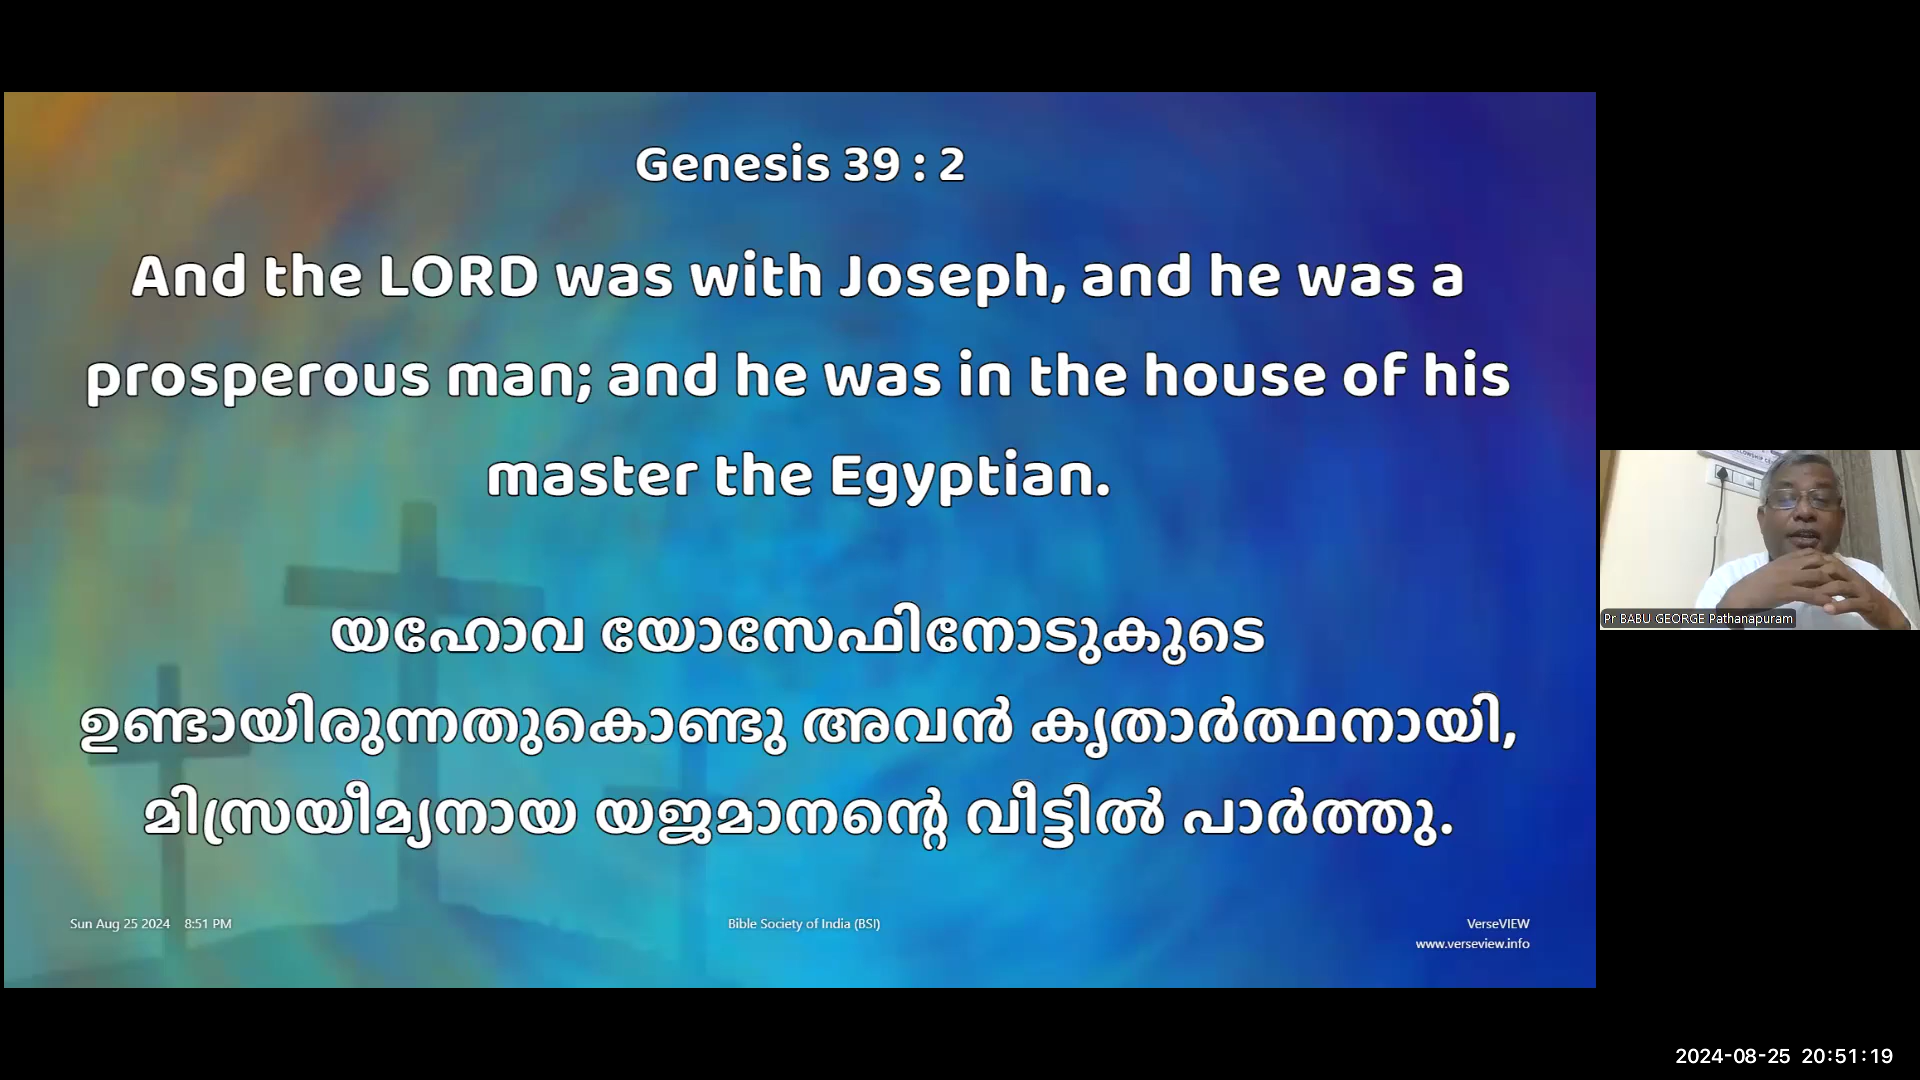 Genesis 39 : 2
And the LORD was with Joseph, and he was a
prosperous man; and he was in the house of his
master the Egyptian.
യഹോവ യോസേഫിനോടുകൂടെ
ഉണ്ടായിരുന്നതുകൊണ്ടു അവൻ കൃതാർത്ഥനായി,
മിസ്രയീമ്യനായ യജമാനന്റെ വീട്ടിൽ പാർത്തു.
Sun Aug 25 2024 8:51 PM
Bible Society of India (BSI)
VerseVIEW
www.verseview.info
Pr BABU GEORGE Pathanapuram
2024-08-25 20:51:19